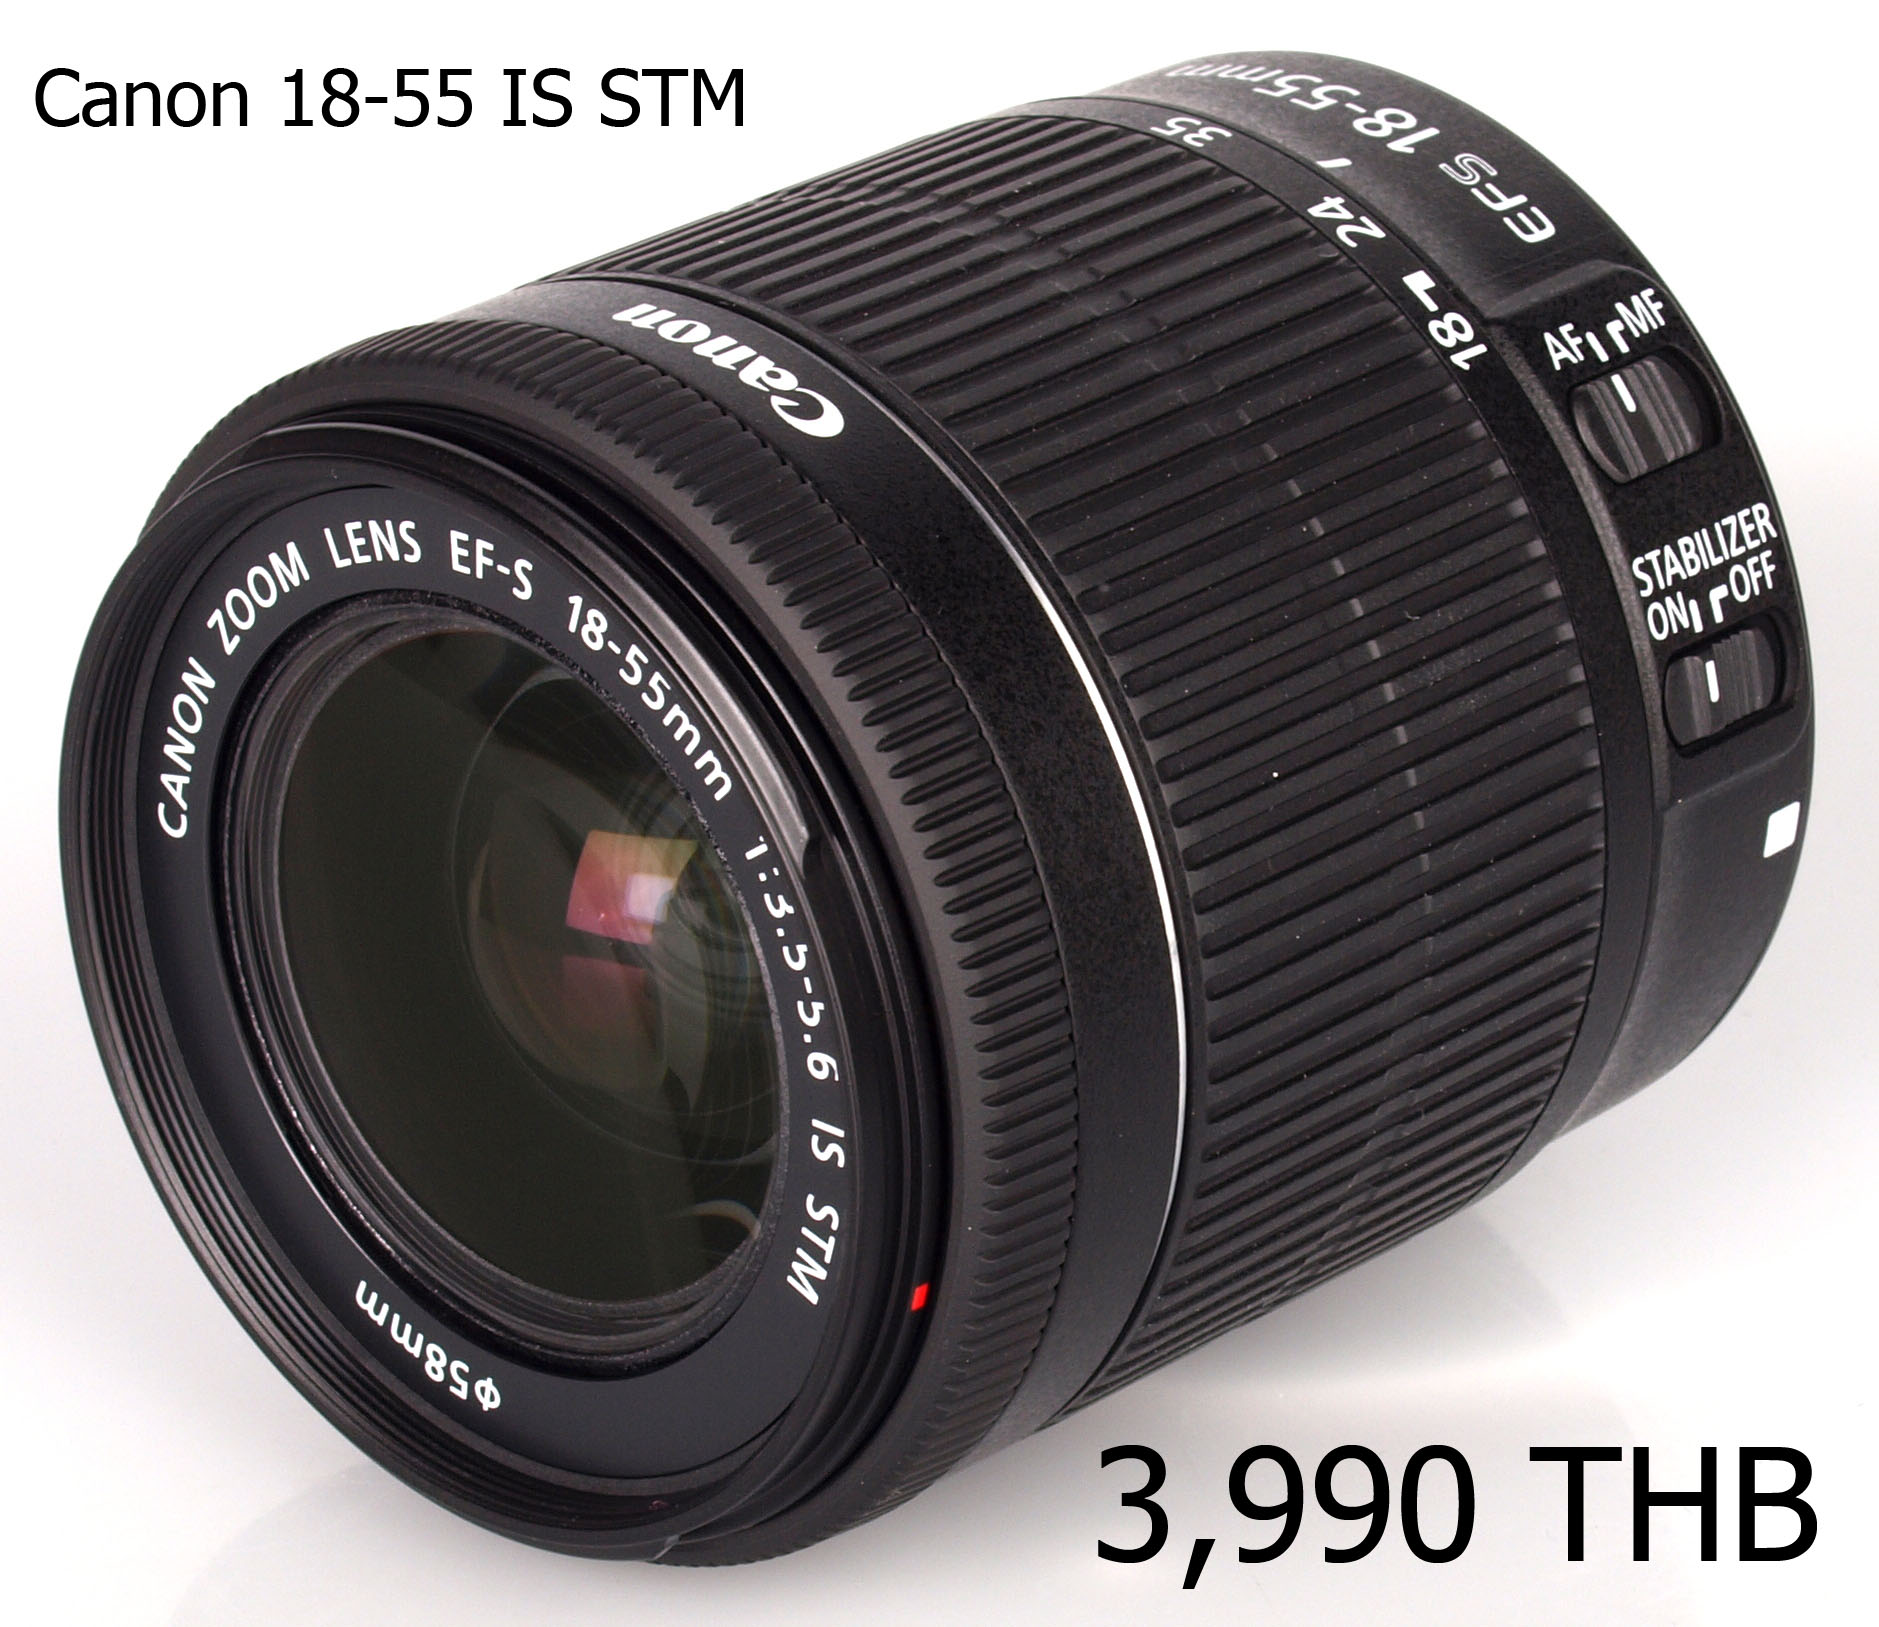 Canon 18-55 IS STM
EFS 18-55mm
35
24
18
AF MF
STABILIZER
ON OFF
Canon
CANON ZOOM LENS EF-S 18-55mm 1:3.5-5.6 IS STM
Φ58mm
3,990 THB